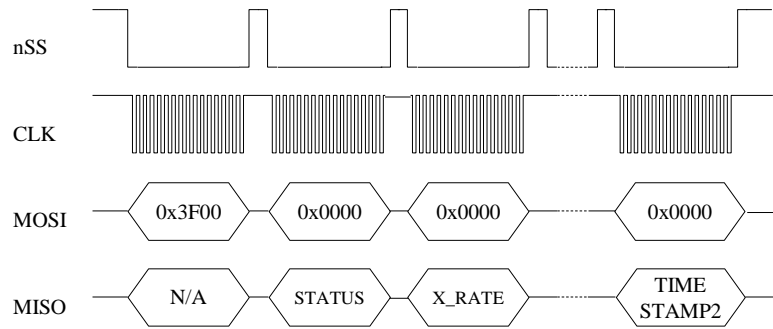 nSS
CLK
MOSI
0x3F00
0x0000
0x0000
0x0000
MISO
N/A
STATUS
X_RATE
TIME
STAMP2